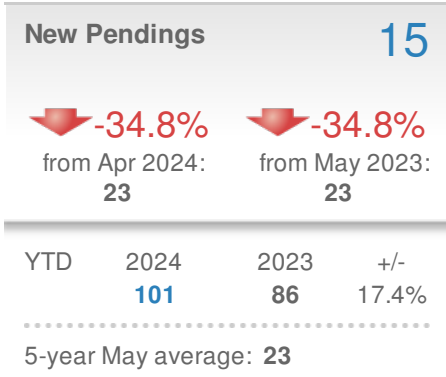 New Pendings 15
-34.8% -34.8%
from Apr 2024: from May 2023:
23 23
YTD 2024 2023 +/-
101 86 17.4%
5-year May average: 23